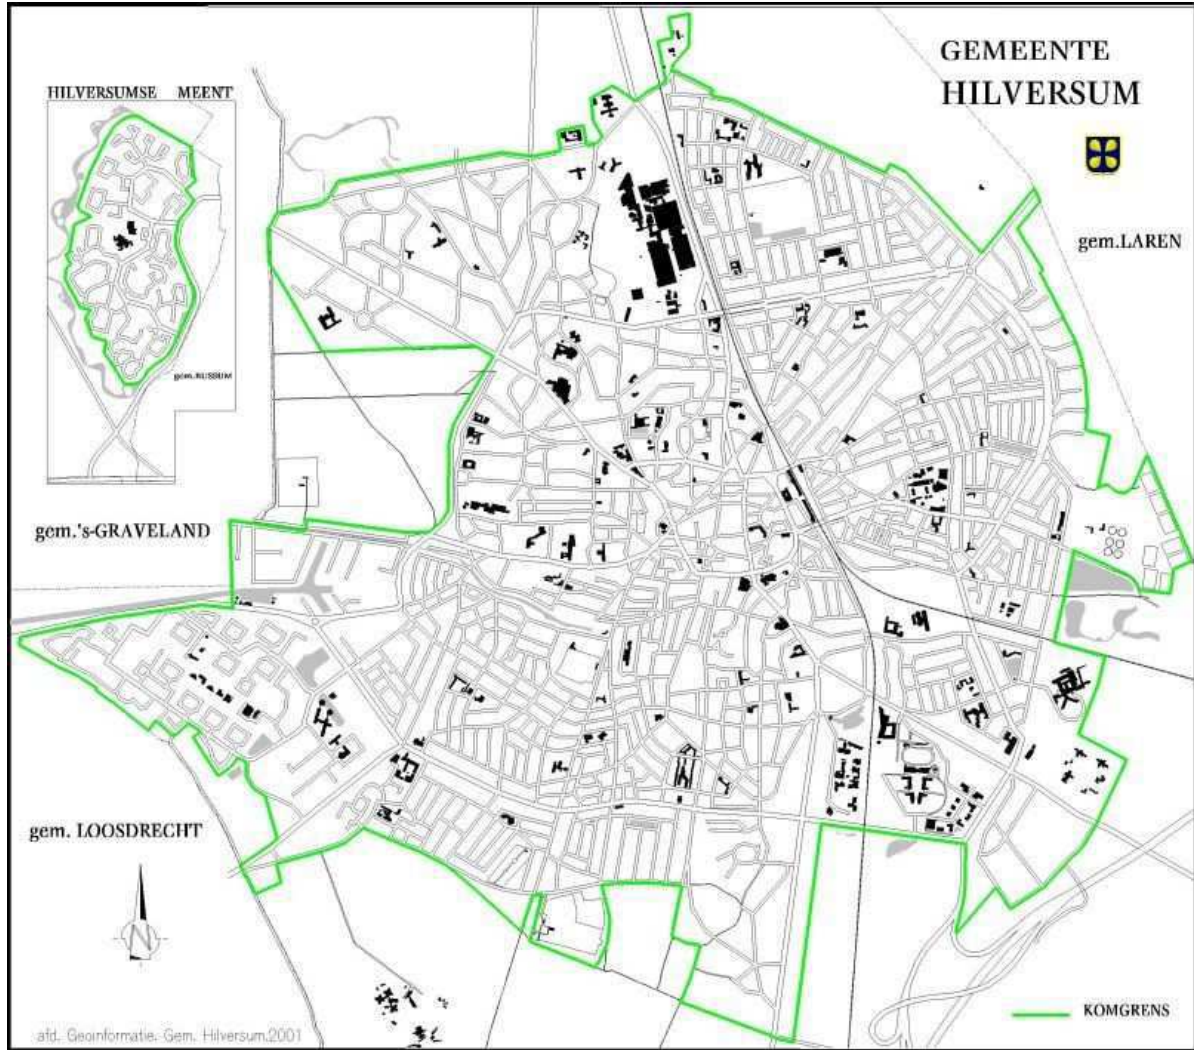 GEMEENTE
HILVERSUM
HILVERSUMSE MEENT
gem.LAREN
gem.BUSSUM
gem.'s-GRAVELAND
gem. LOOSDRECHT
N
KOMGRENS
afd. Geoinformatie. Gem. Hilversum.2001